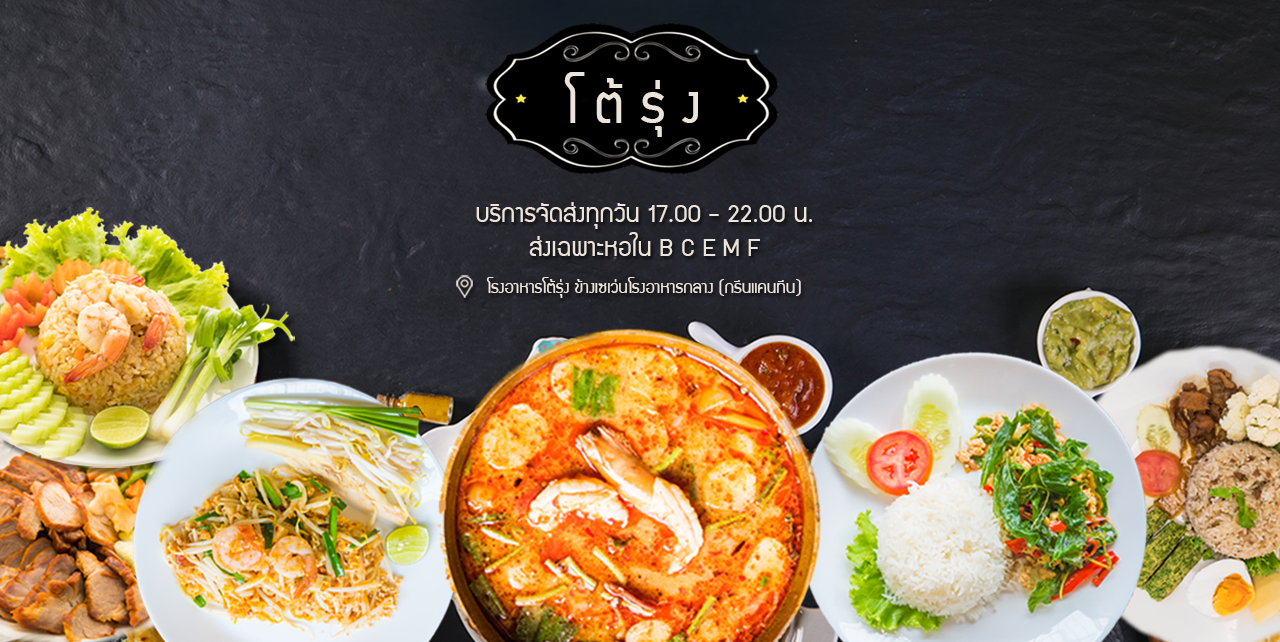 โต้รุ่ง
บริการจัดส่งทุกวัน 17.00 - 22.00 น.
ส่งเฉพาะหอใน B C E M F
โรงอาหารโต้รุ่ง ข้างเซเว่นโรงอาหารกลาง (กรีนแคนทีน)